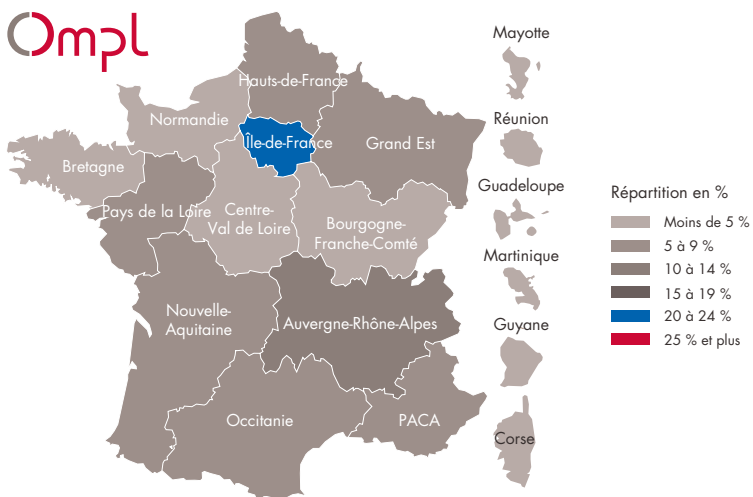 Ompl
Mayotte
Hauts-de-France
Normandie
Réunion
Île-de-France
Grand Est
Bretagne
Guadeloupe
Répartition en %
Pays de la Loire
Centre-
Val de Loire
Bourgogne-
Franche-Comté
Moins de 5 %
5 à 9 %
Martinique
10 à 14 %
15 à 19 %
Nouvelle-
Aquitaine
Auvergne-Rhône-Alpes
Guyane
20 à 24 %
25 % et plus
Occitanie
PACA
Corse